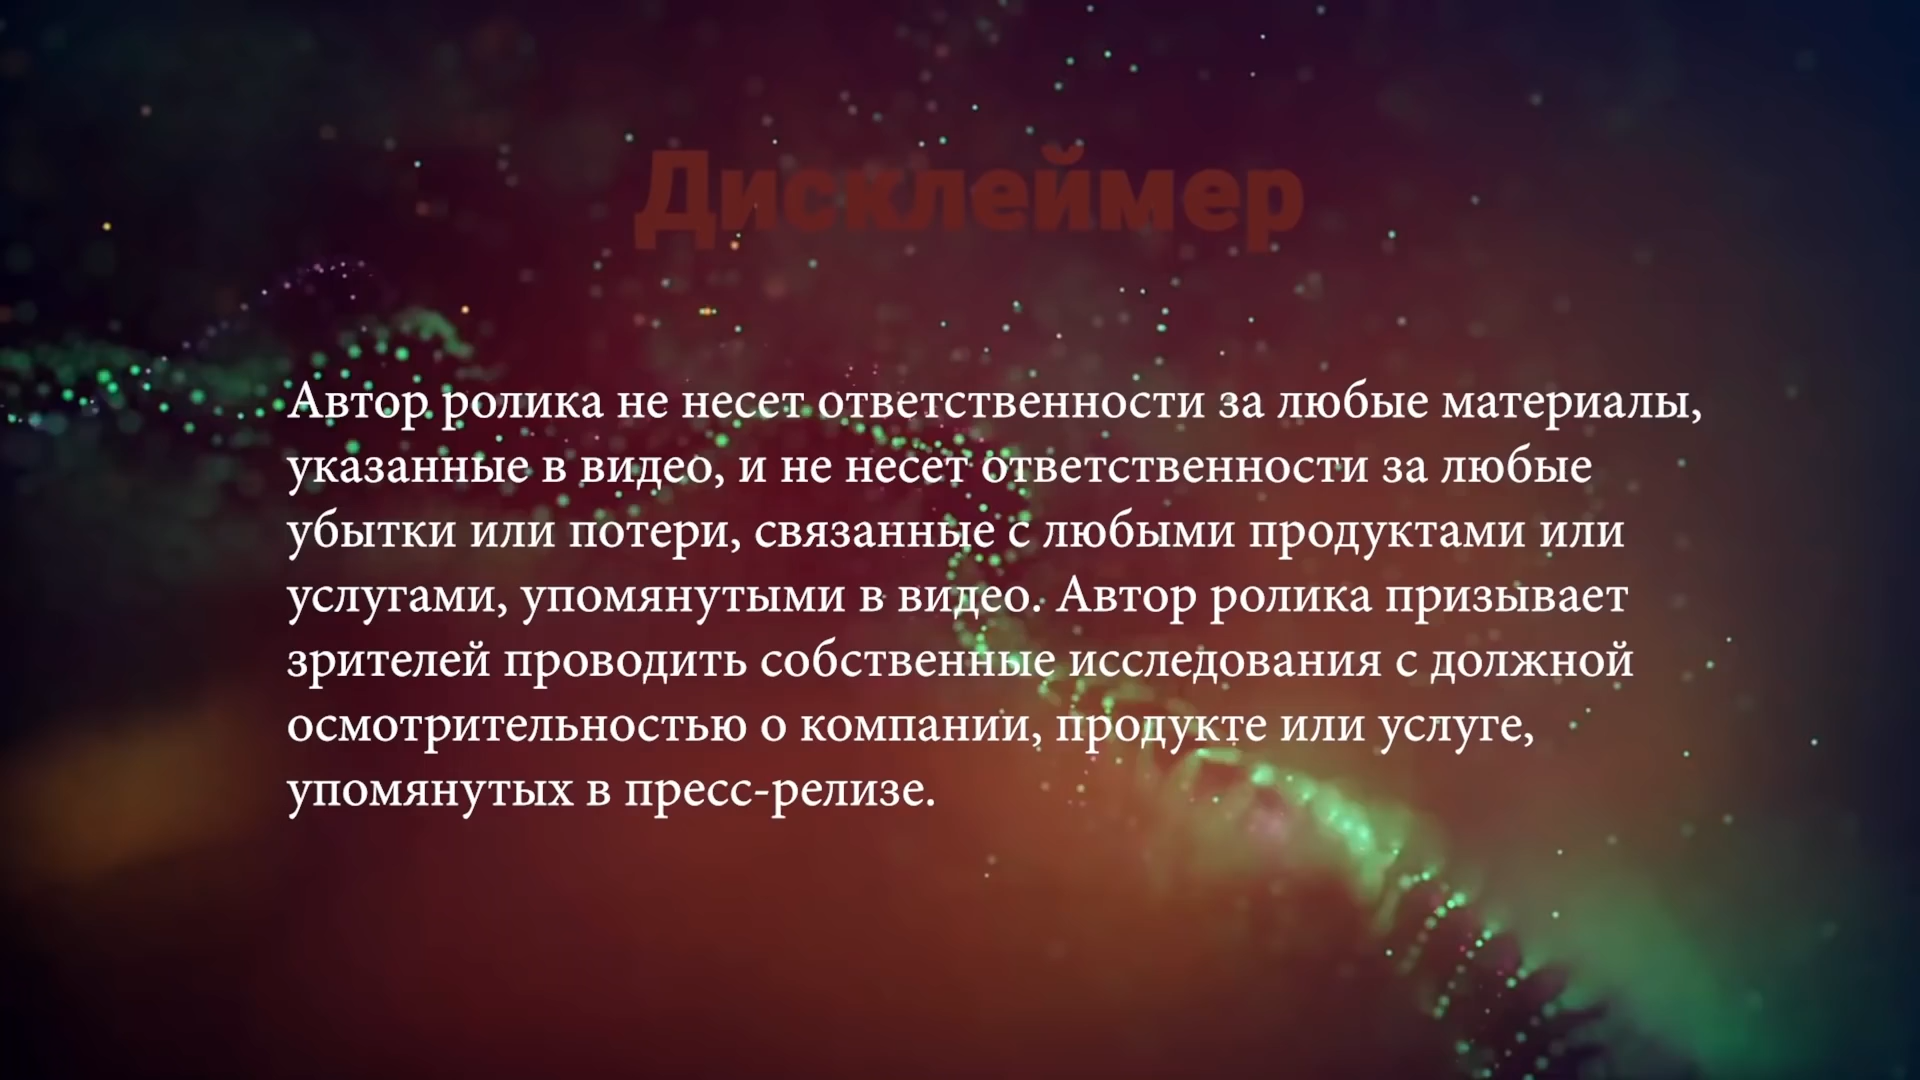 Дисклеймер
Автор ролика не несет ответственности за любые материалы,
указанные в видео, и не несет ответственности за любые
убытки или потери, связанные с любыми продуктами или
услугами, упомянутыми в видео. Автор ролика призывает
зрителей проводить собственные исследования с должной
осмотрительностью о компании, продукте или услуге,
упомянутых в пресс-релизе.